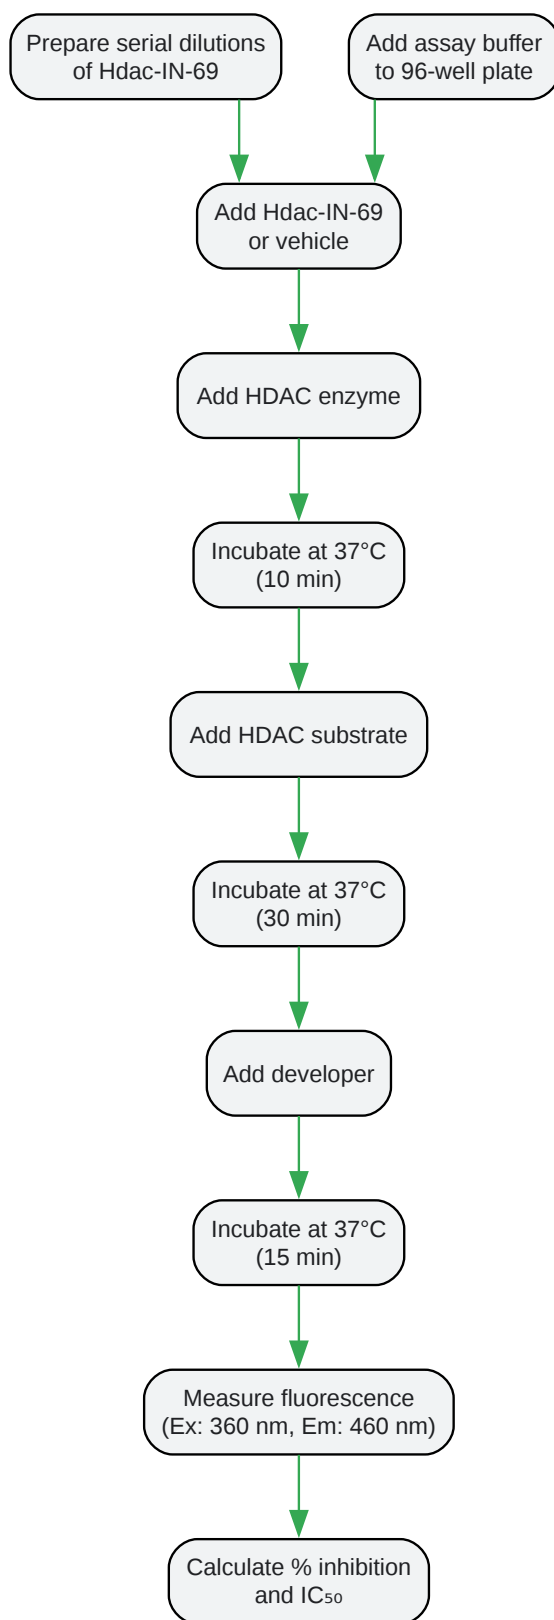 Prepare serial dilutions
of Hdac-IN-69
Add assay buffer
to 96-well plate
Add Hdac-IN-69
or vehicle
Add HDAC enzyme
Incubate at 37°C
(10 min)
Add HDAC substrate
Incubate at 37°C
(30 min)
Add developer
Incubate at 37°C
(15 min)
Measure fluorescence
(Ex: 360 nm, Em: 460 nm)
Calculate % inhibition
and IC₅₀